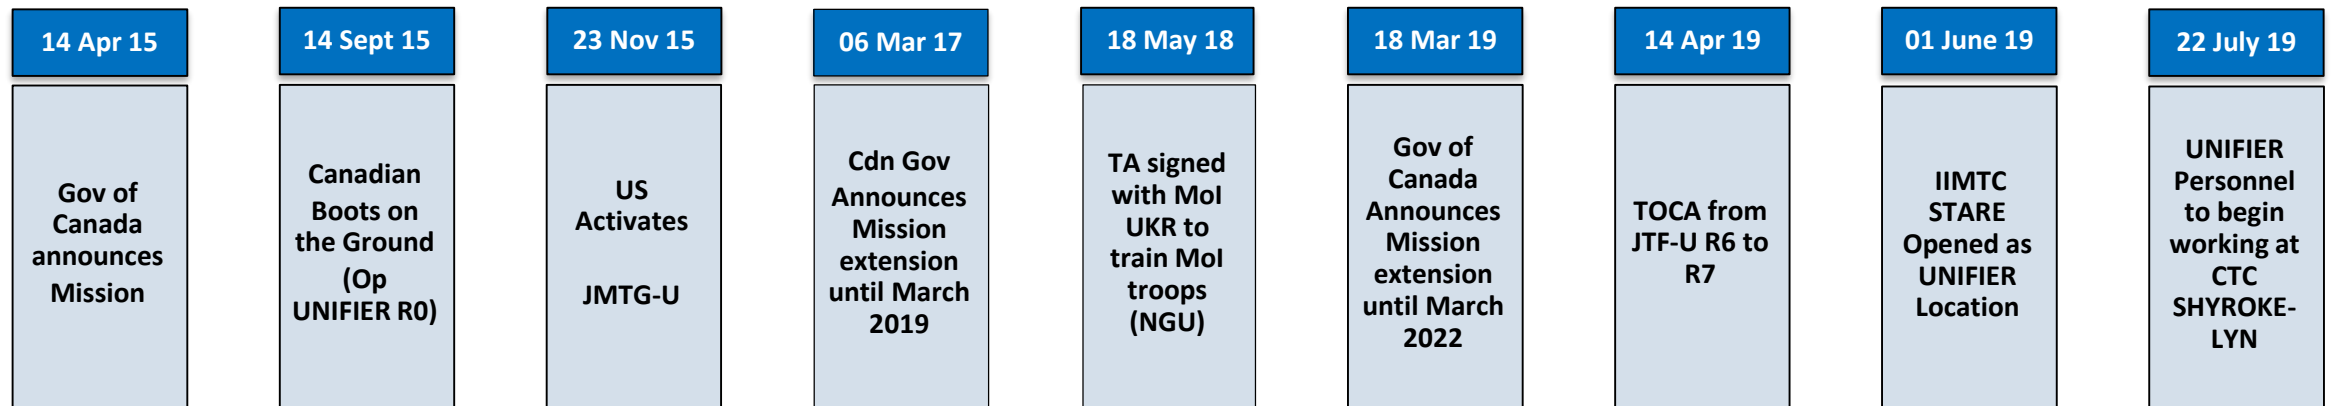 14 Apr 15
Gov of
Canada
announces
Mission
14 Sept 15
Canadian
Boots on
the Ground
(Op
UNIFIER R0)
23 Nov 15
US
Activates
JMTG-U
06 Mar 17
Cdn Gov
Announces
Mission
extension
until March
2019
18 May 18
TA signed
with MoI
UKR to
train MoI
troops
(NGU)
18 Mar 19
Gov of
Canada
Announces
Mission
extension
until March
2022
14 Apr 19
TOCA from
JTF-U R6 to
R7
01 June 19
IIMTC
STARE
Opened as
UNIFIER
Location
22 July 19
UNIFIER
Personnel
to begin
working at
CTC
SHYROKE-
LYN